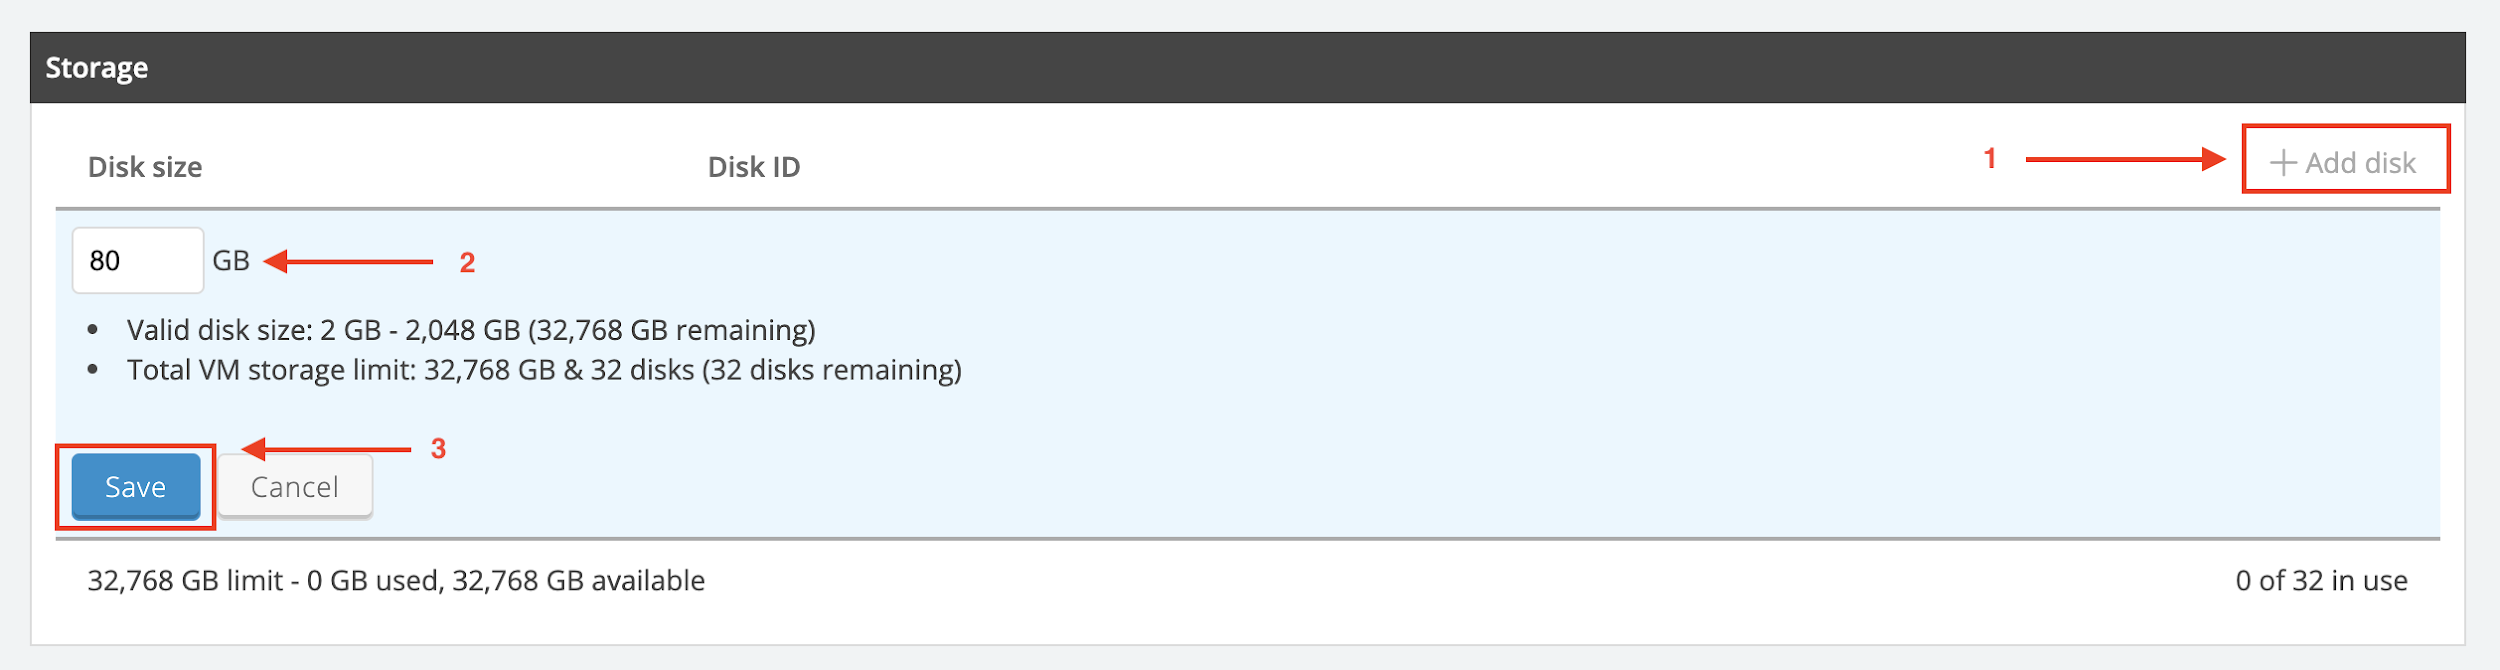 Storage
Disk size Disk ID 1 + Add disk
80 GB 2
• Valid disk size: 2 GB - 2,048 GB (32,768 GB remaining)
• Total VM storage limit: 32,768 GB & 32 disks (32 disks remaining)
3
Save Cancel
32,768 GB limit - 0 GB used, 32,768 GB available 0 of 32 in use